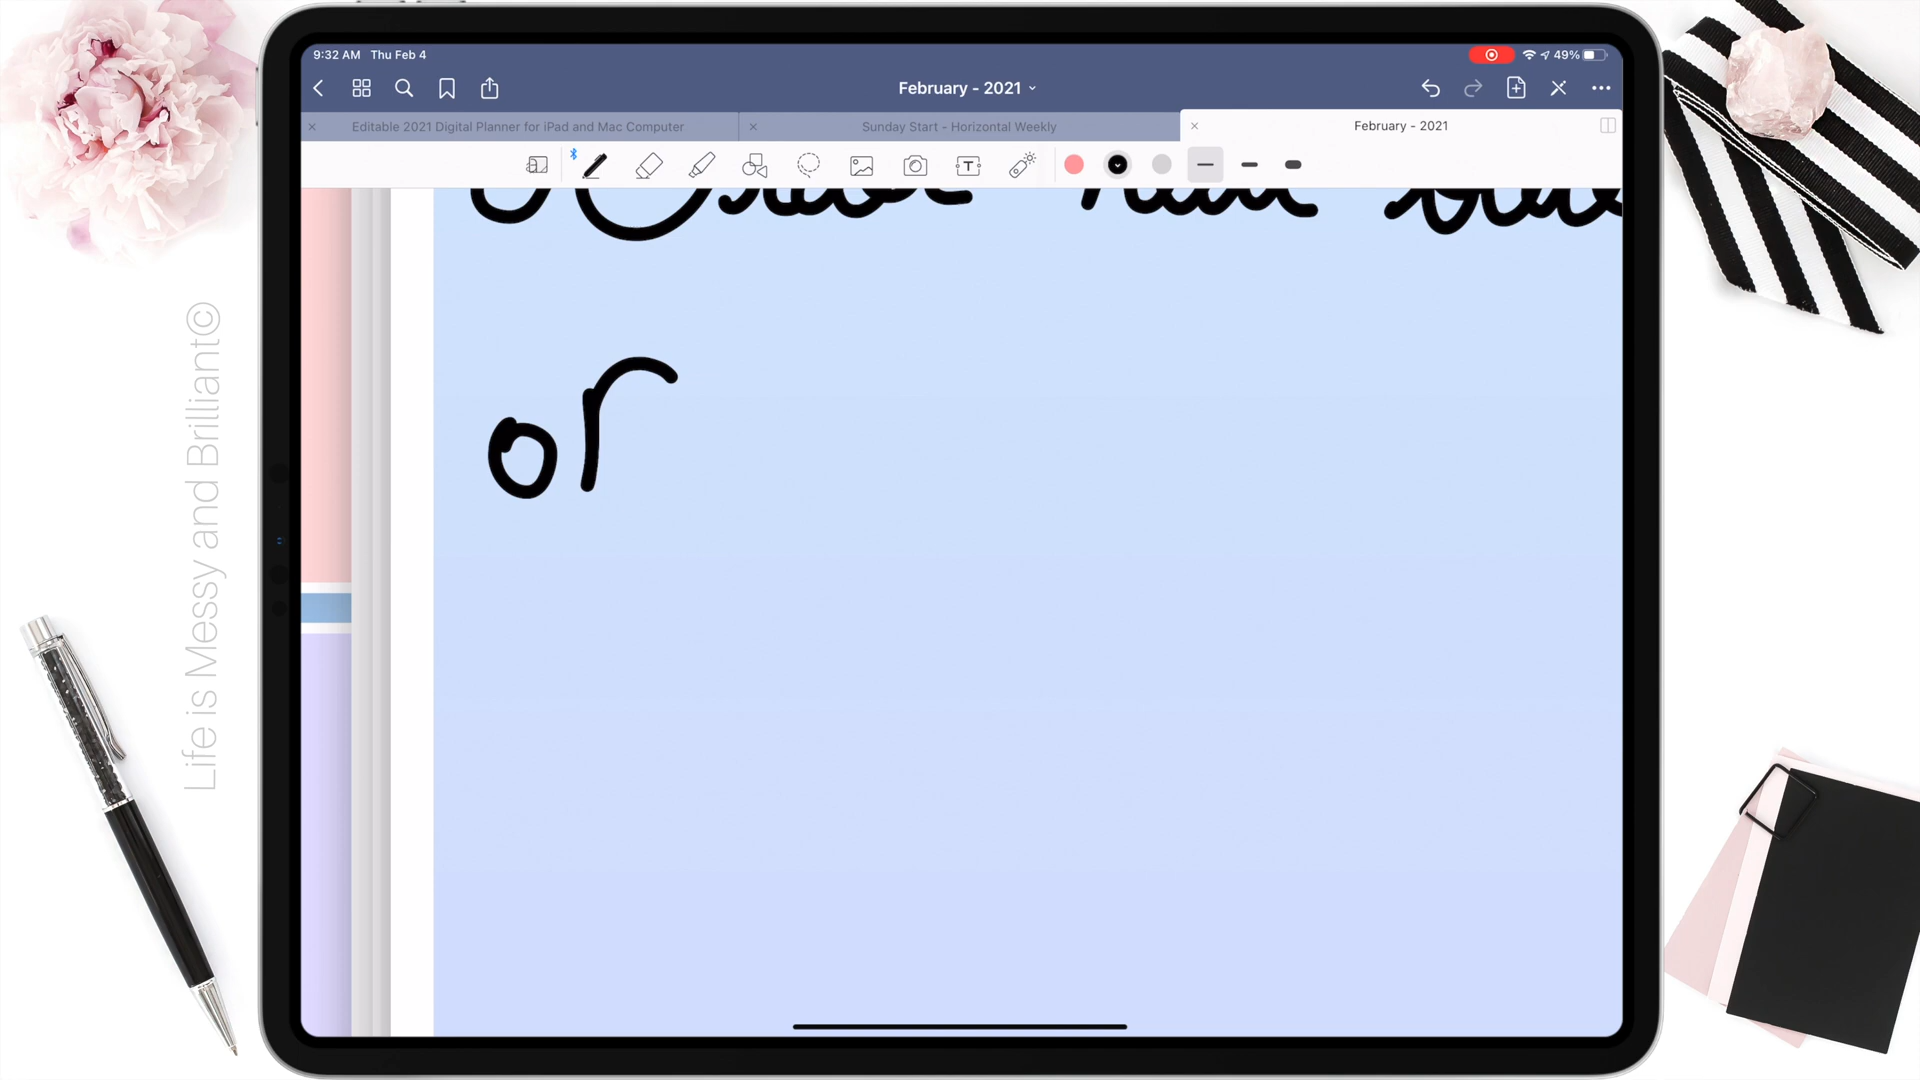 9:32 AM Thu Feb 4
49%
February - 2021
Editable 2021 Digital Planner for iPad and Mac Computer
Sunday Start - Horizontal Weekly
February - 2021
or
Life is Messy and Brilliant©